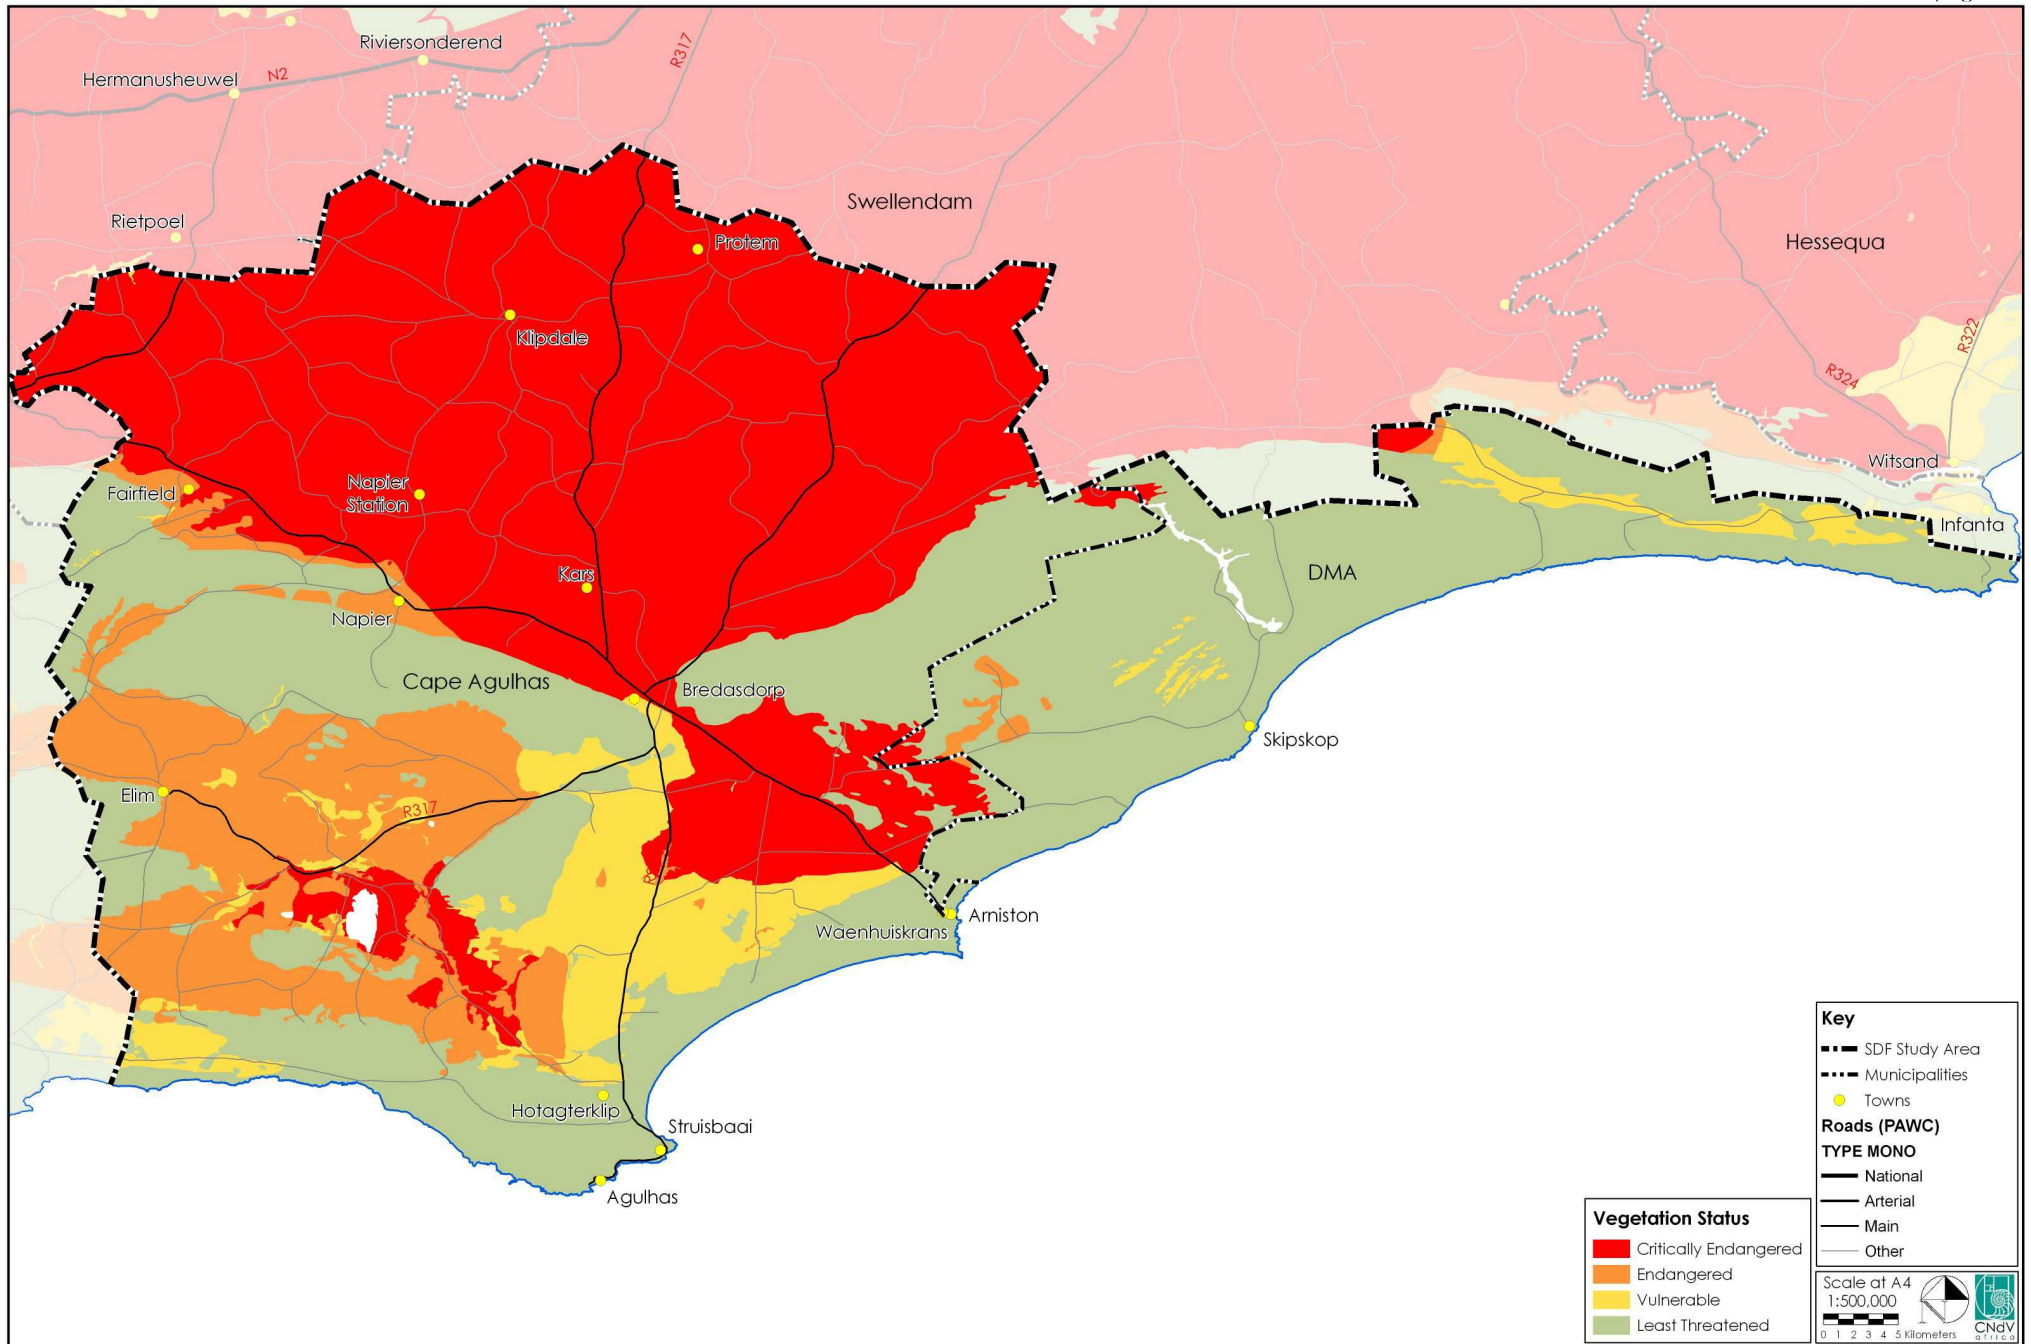 Riviersonderend
R317
Hermanusheuwel
N2
Swellendam
Rietpoel
Protem
Hessequa
Klipdale
R322
R324
Witsand
Napier
Station
Fairfield
Infanta
Kars
DMA
Napier
Cape Agulhas
Bredasdorp
Skipskop
Elim
R317
Arniston
Waenhuiskrans
Hotagterklip
Struisbaai
Agulhas
Key
SDF Study Area
Municipalities
Towns
Roads (PAWC)
TYPE MONO
National
Arterial
Main
Other
Vegetation Status
Critically Endangered
Endangered
Vulnerable
Least Threatened
Scale at A4
1:500,000
0 1 2 3 4 5 Kilometers
N
CNdV
africa